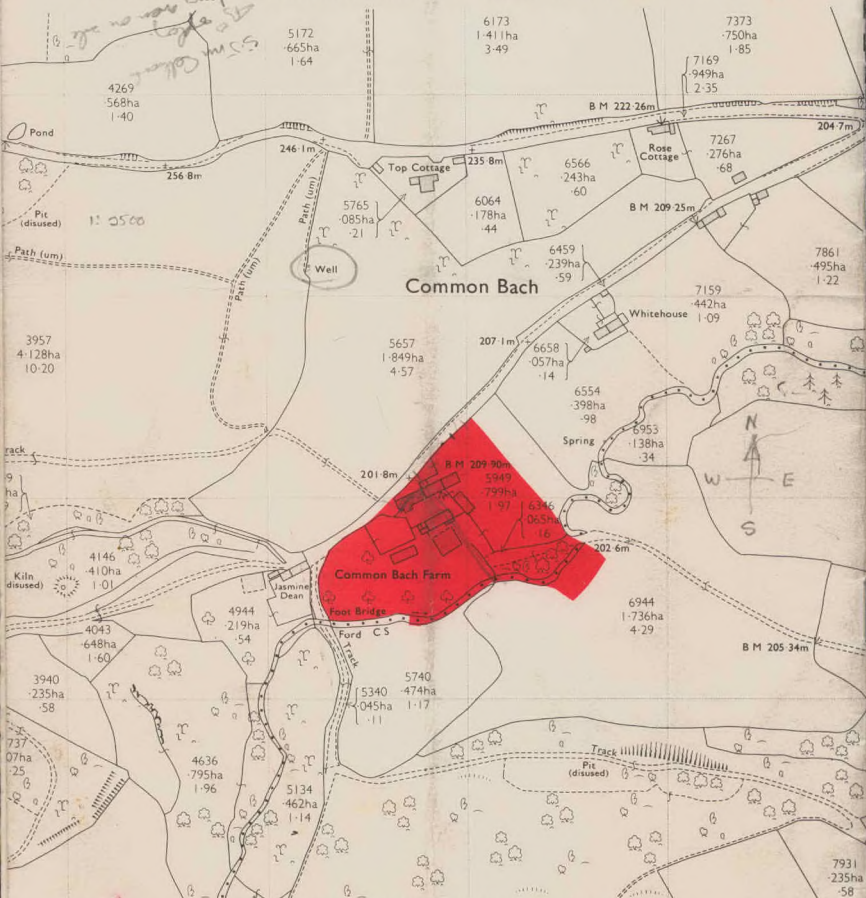 5172
·665ha
1·64
6173
1·411ha
3·49
7373
·750ha
1·85
7169
·949ha
2·35
4269
·568ha
1·40
B M 222·26m
Pond
204·7m
246·1m
Top Cottage
235·8m
Rose
Cottage
7267
·276ha
·68
256·8m
6566
·243ha
·60
Pit
(disused)
1: 2500
Path (um)
5765
·085ha
·21
6064
·178ha
·44
B M 209·25m
Path (um)
Path (um)
Well
6459
·239ha
·59
7861
·495ha
1·22
Common Bach
7159
·442ha
1·09
Whitehouse
3957
4·128ha
10·20
5657
1·849ha
4·57
207·1m
6658
·057ha
·14
6554
·398ha
·98
6953
·138ha
·34
Spring
N
W E
S
rack
201·8m
B M 209·90m
5949
·799ha
1·97
6346
·065ha
·16
9
ha
202·6m
4146
·410ha
1·01
Kiln
disused)
Common Bach Farm
Jasmine
Dean
Foot Bridge
4944
·219ha
·54
6944
1·736ha
4·29
4043
·648ha
1·60
Ford C S
Track
B M 205·34m
3940
·235ha
·58
5740
·474ha
1·17
5340
·045ha
·11
737
07ha
·25
Track
Pit
(disused)
4636
·795ha
1·96
5134
·462ha
1·14
7931
·235ha
·58